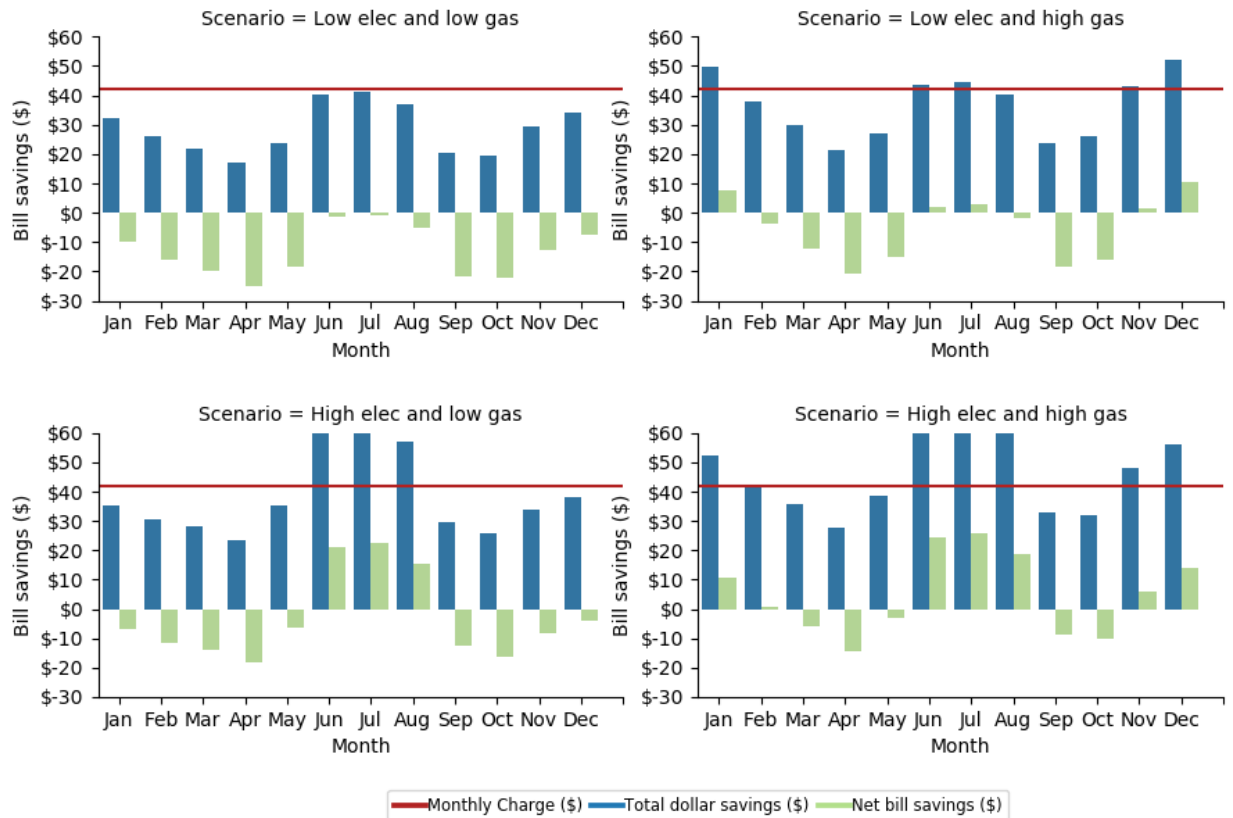 Scenario = Low elec and low gas
$60
$50
$40
$30
$20
$10
$0
$-10
$-20
$-30
Bill savings ($)
Jan Feb Mar Apr May Jun Jul Aug Sep Oct Nov Dec
Month
Scenario = Low elec and high gas
$60
$50
$40
$30
$20
$10
$0
$-10
$-20
$-30
Bill savings ($)
Jan Feb Mar Apr May Jun Jul Aug Sep Oct Nov Dec
Month
Scenario = High elec and low gas
$60
$50
$40
$30
$20
$10
$0
$-10
$-20
$-30
Bill savings ($)
Jan Feb Mar Apr May Jun Jul Aug Sep Oct Nov Dec
Month
Scenario = High elec and high gas
$60
$50
$40
$30
$20
$10
$0
$-10
$-20
$-30
Bill savings ($)
Jan Feb Mar Apr May Jun Jul Aug Sep Oct Nov Dec
Month
Monthly Charge ($) Total dollar savings ($) Net bill savings ($)